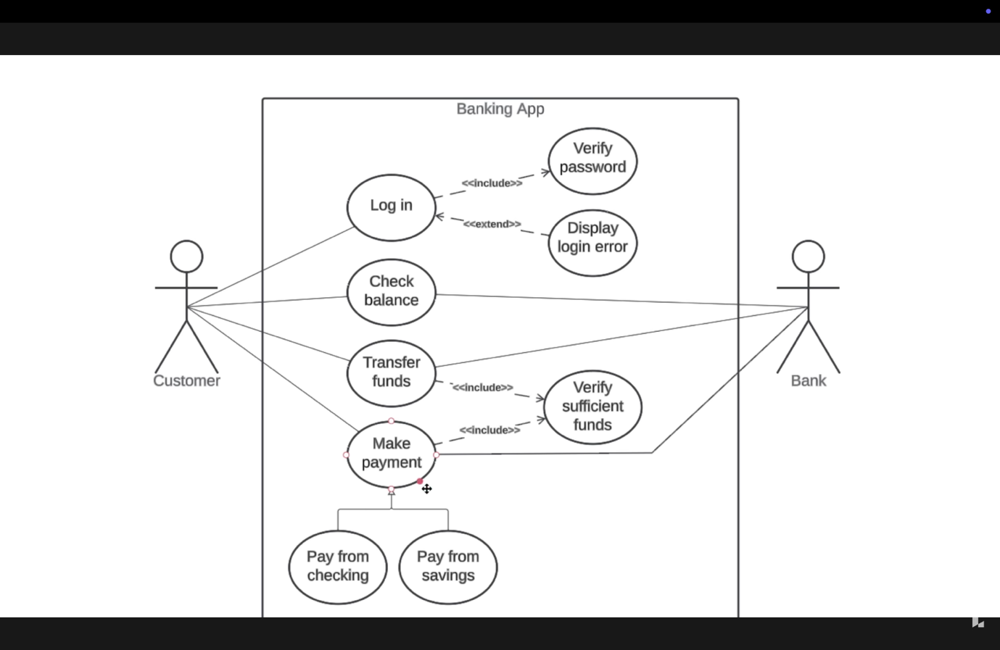 Banking App
Verify
password
<<include>>
Log in
<<extend>>
Display
login error
Check
balance
Transfer
funds
Customer
Bank
<<include>>
Verify
sufficient
funds
<<include>>
Make
payment
Pay from
checking
Pay from
savings